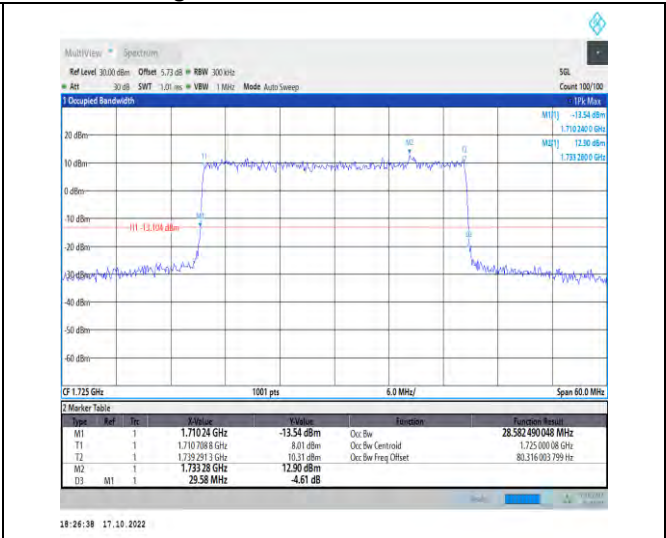 MultiView Spectrum
Ref Level 30.00 dBm Offset 5.73 dB RBW 300 kHz SGL
Att 30 dB SWT 1.01 ms VBW 1 MHz Mode Auto Sweep Count 100/100
1 Occupied Bandwidth 1Pk Max
M1[1] -13.54 dBm
1.710 240 0 GHz
M2[1] 12.90 dBm
1.733 280 0 GHz
20 dBm
M2
T1
T2
10 dBm
0 dBm
-10 dBm
M1
H1 -13.104 dBm
D3
-20 dBm
-30 dBm
-40 dBm
-50 dBm
-60 dBm
CF 1.725 GHz 1001 pts 6.0 MHz/ Span 60.0 MHz
2 Marker Table
Type Ref Trc X-Value Y-Value Function Function Result
M1 1 1.710 24 GHz -13.54 dBm Occ Bw 28.582 490 048 MHz
T1 1 1.710 708 8 GHz 8.01 dBm Occ Bw Centroid 1.725 000 08 GHz
T2 1 1.739 291 3 GHz 10.31 dBm Occ Bw Freq Offset 80.316 003 799 Hz
M2 1 1.733 28 GHz 12.90 dBm
D3 M1 1 29.58 MHz -4.61 dB
18:26:38 17.10.2022